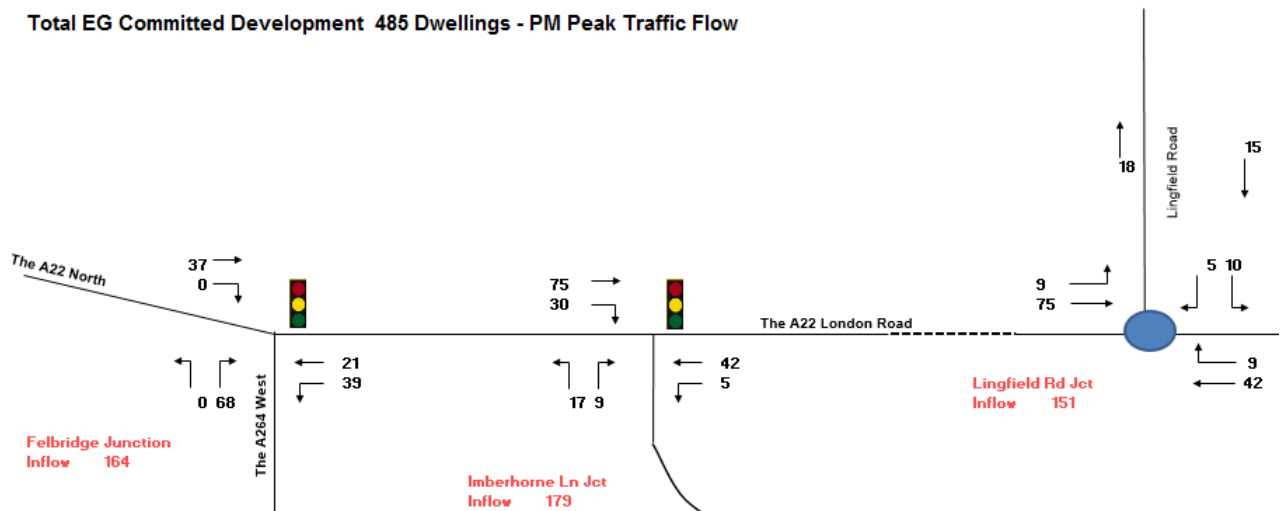 Total EG Committed Development 485 Dwellings - PM Peak Traffic Flow
Lingfield Road
18
15
The A22 North
37
0
75
30
9
75
5 10
The A22 London Road
21
39
0 68
17 9
42
5
9
42
The A264 West
Felbridge Junction
Inflow 164
Imberhorne Ln Jct
Inflow 179
Lingfield Rd Jct
Inflow 151